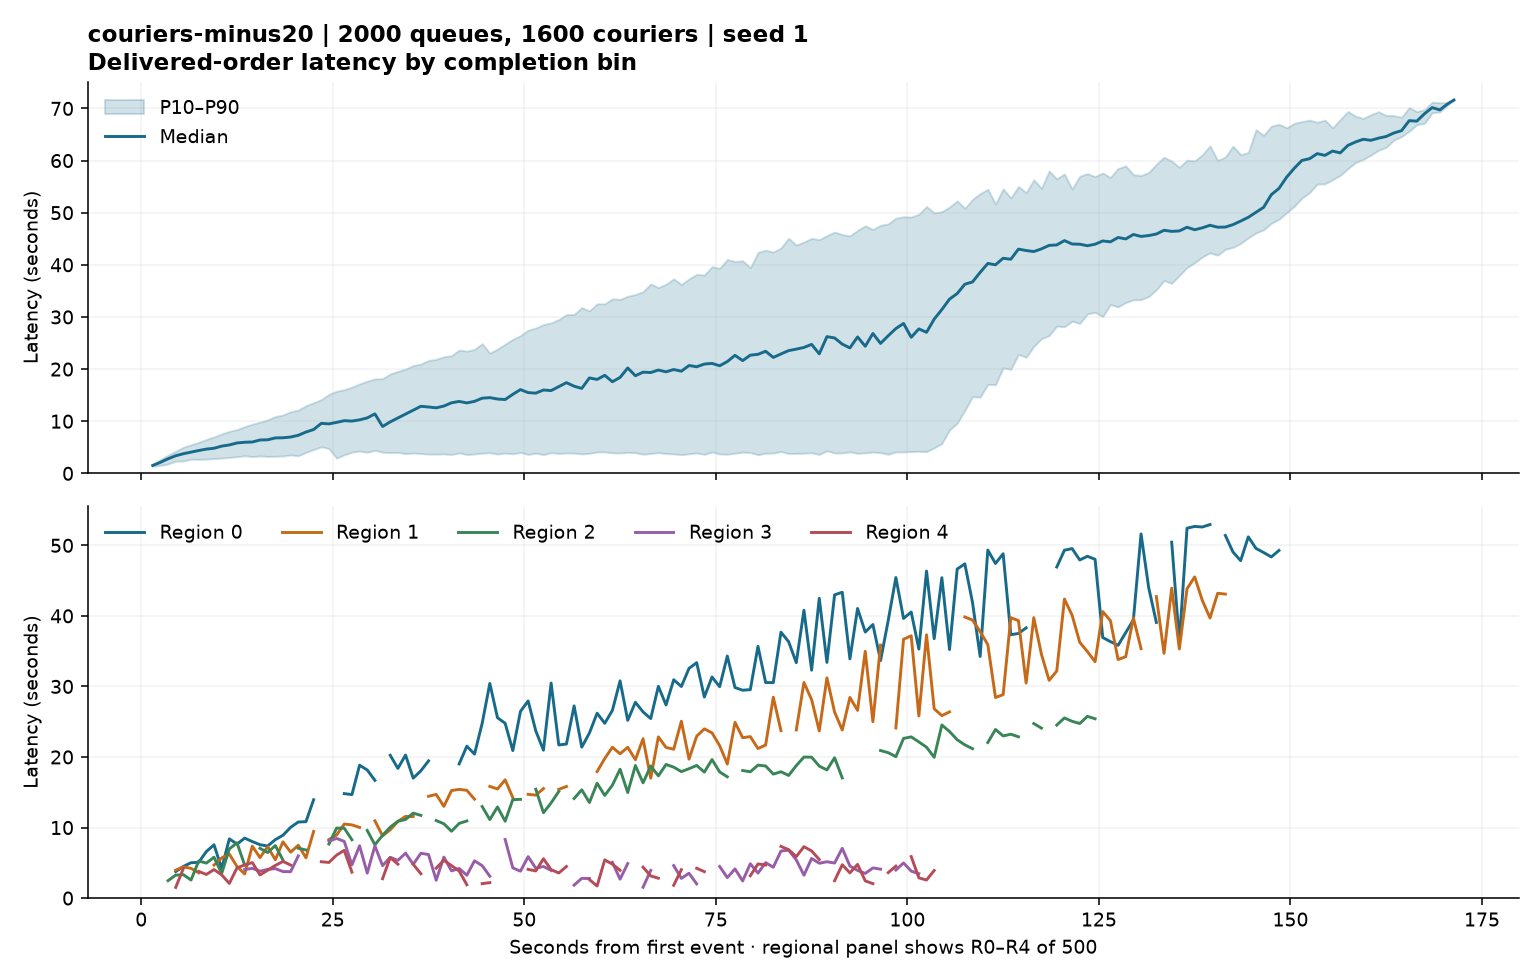 couriers-minus20 | 2000 queues, 1600 couriers | seed 1
Delivered-order latency by completion bin
P10–P90
Median
Latency (seconds)
70
60
50
40
30
20
10
0
Region 0
Region 1
Region 2
Region 3
Region 4
Latency (seconds)
50
40
30
20
10
0
0 25 50 75 100 125 150 175
Seconds from first event · regional panel shows R0–R4 of 500